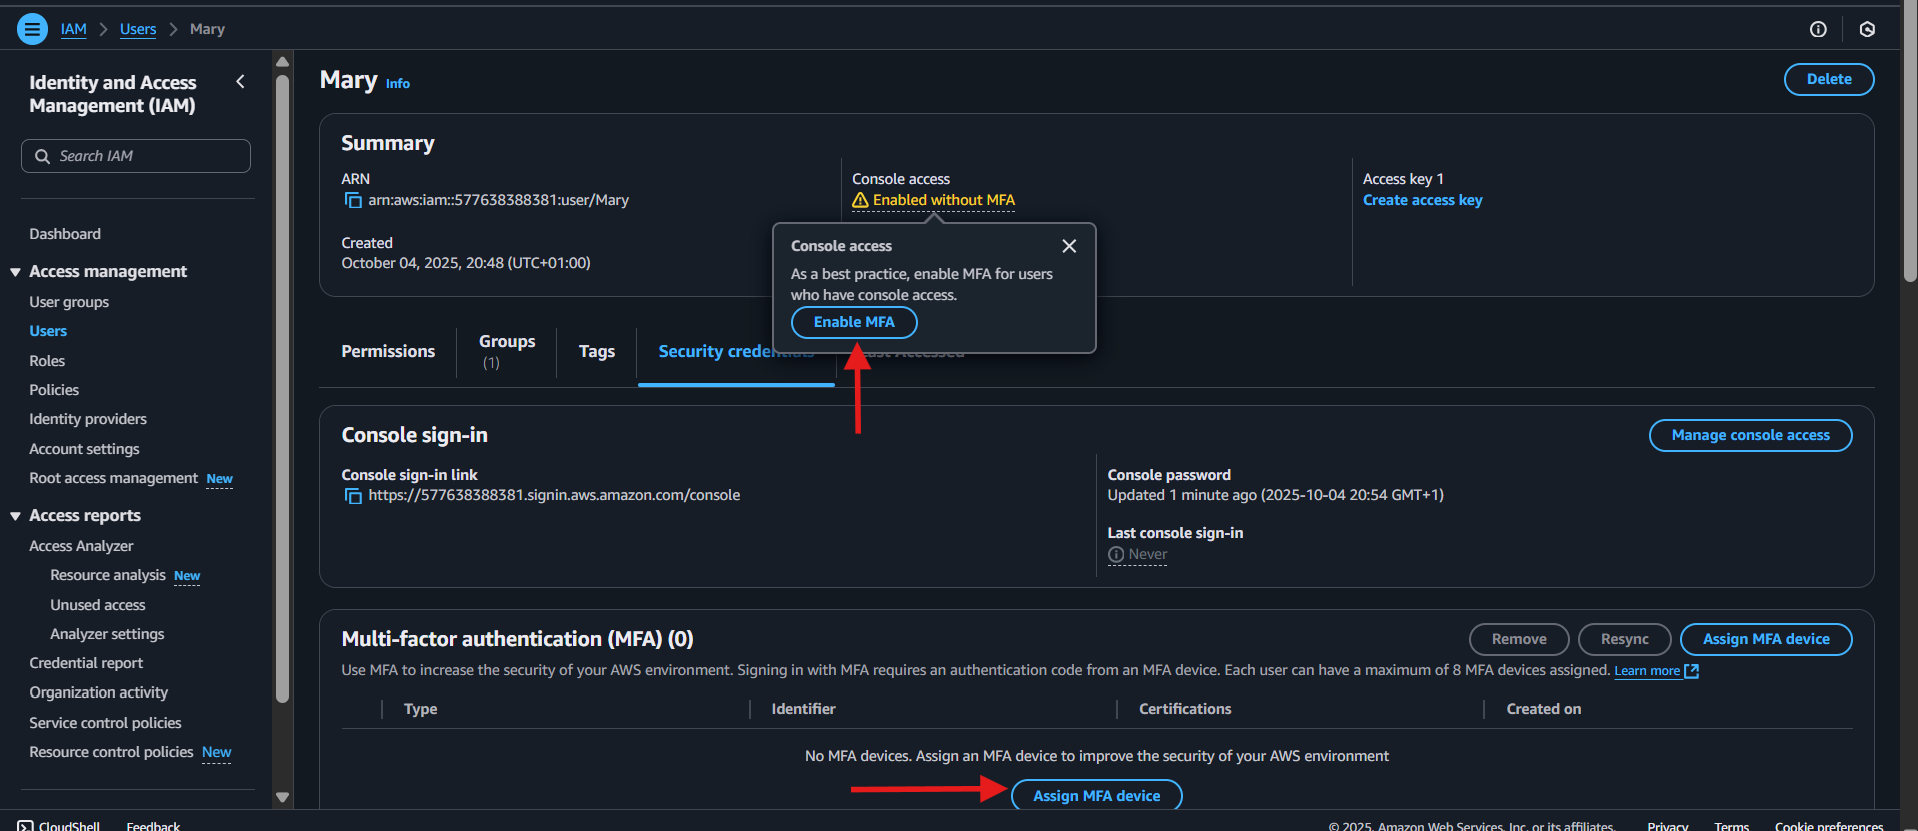 IAM > Users > Mary
Identity and Access
Management (IAM)
Search IAM
Dashboard
Access management
User groups
Users
Roles
Policies
Identity providers
Account settings
Root access management New
Access reports
Access Analyzer
Resource analysis New
Unused access
Analyzer settings
Credential report
Organization activity
Service control policies
Resource control policies New
Mary Info
Delete
Summary
ARN
arn:aws:iam::577638388381:user/Mary
Created
October 04, 2025, 20:48 (UTC+01:00)
Console access
Enabled without MFA
Access key 1
Create access key
Console access
As a best practice, enable MFA for users
who have console access.
Enable MFA
Permissions
Groups
(1)
Tags
Security credentials
Last Accessed
Console sign-in
Manage console access
Console sign-in link
https://577638388381.signin.aws.amazon.com/console
Console password
Updated 1 minute ago (2025-10-04 20:54 GMT+1)
Last console sign-in
Never
Multi-factor authentication (MFA) (0)
Remove
Resync
Assign MFA device
Use MFA to increase the security of your AWS environment. Signing in with MFA requires an authentication code from an MFA device. Each user can have a maximum of 8 MFA devices assigned. Learn more
Type
Identifier
Certifications
Created on
No MFA devices. Assign an MFA device to improve the security of your AWS environment
Assign MFA device
CloudShell
Feedback
© 2025, Amazon Web Services, Inc. or its affiliates.
Privacy
Terms
Cookie preferences